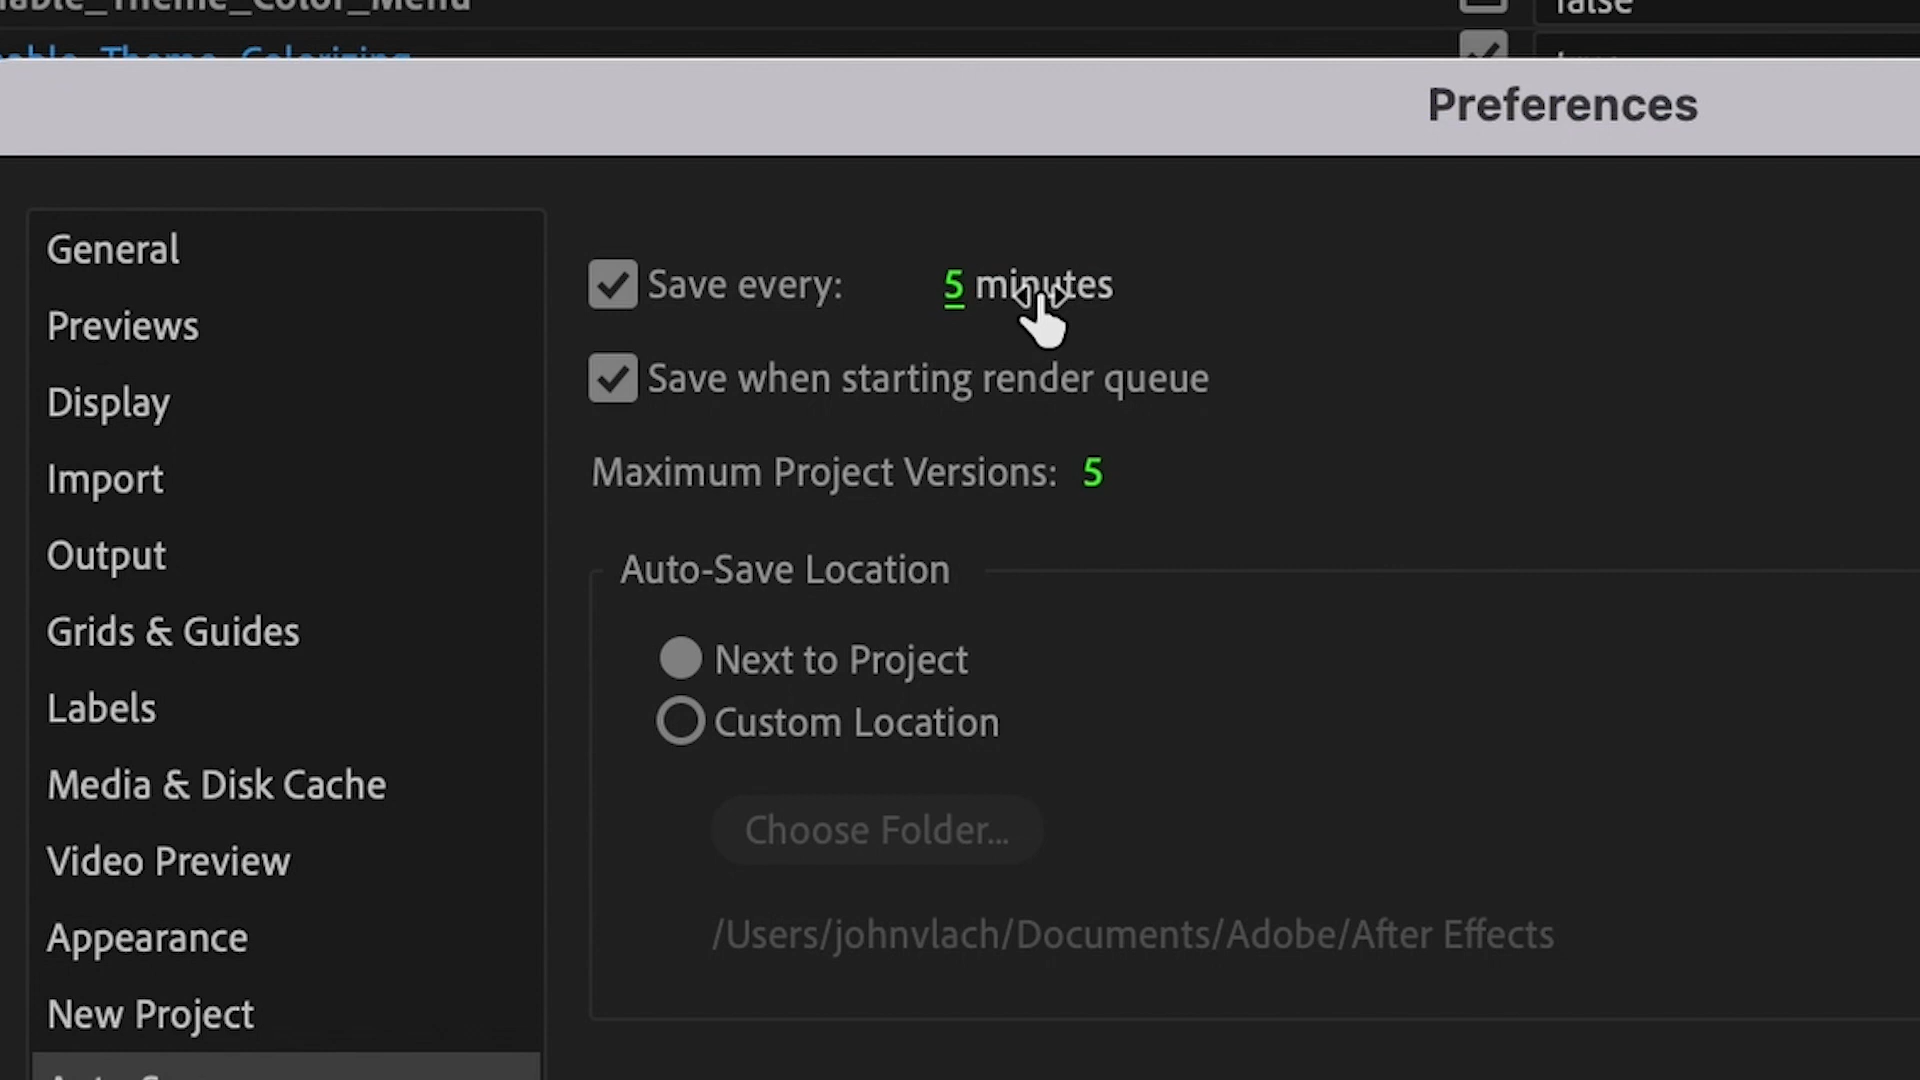 false
Preferences
General
Previews
Display
Import
Output
Grids & Guides
Labels
Media & Disk Cache
Video Preview
Appearance
New Project
Save every: 5 minutes
Save when starting render queue
Maximum Project Versions: 5
Auto-Save Location
Next to Project
Custom Location
Choose Folder...
/Users/johnvlach/Documents/Adobe/After Effects